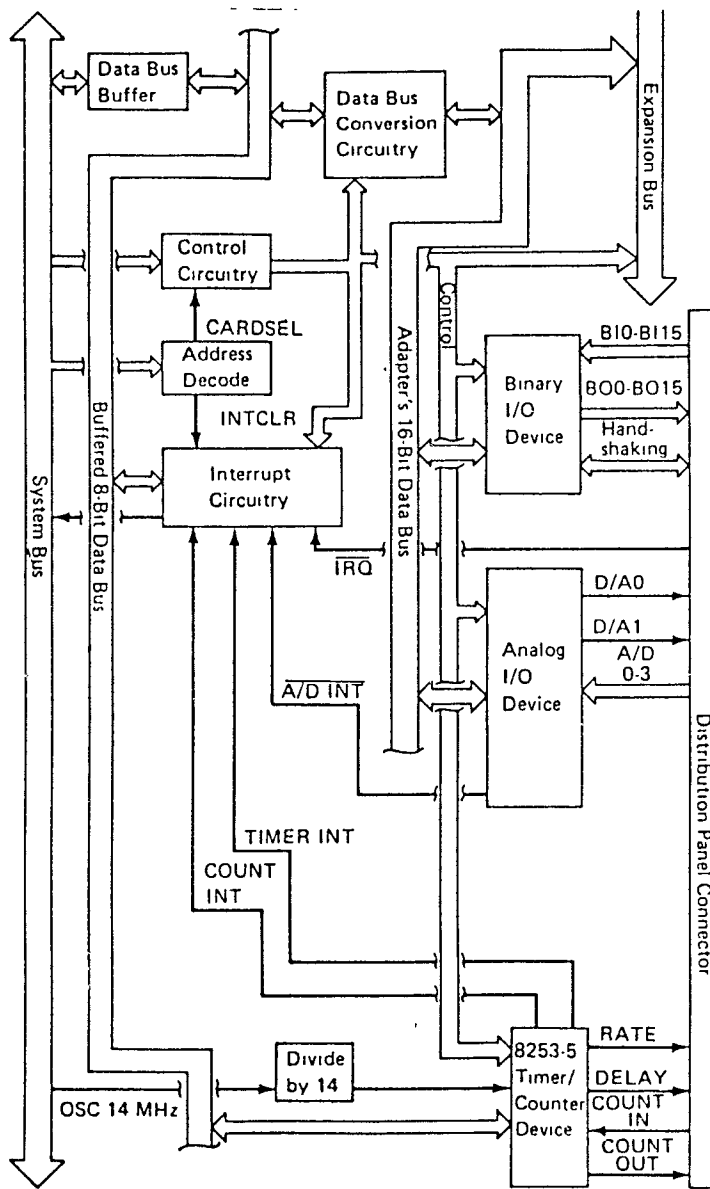 Data Bus
Buffer
Data Bus
Conversion
Circuitry
Expansion Bus
Control
Circuitry
CARDSEL
Address
Decode
INTCLR
Interrupt
Circuitry
System Bus
Buffered 8-Bit Data Bus
Adapter's 16-Bit Data Bus
Control
Binary
I/O
Device
BI0-BI15
BO0-BO15
Hand-
shaking
IRQ
Analog
I/O
Device
D/A0
D/A1
A/D
0-3
A/D INT
TIMER INT
COUNT
INT
Distribution Panel Connector
OSC 14 MHz
Divide
by 14
8253-5
Timer/
Counter
Device
RATE
DELAY
COUNT
IN
COUNT
OUT